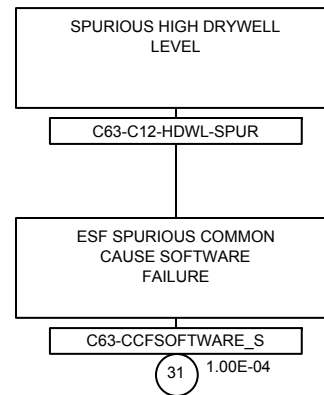 SPURIOUS HIGH DRYWELL
LEVEL
C63-C12-HDWL-SPUR
ESF SPURIOUS COMMON
CAUSE SOFTWARE
FAILURE
C63-CCFSOFTWARE_S
31 1.00E-04